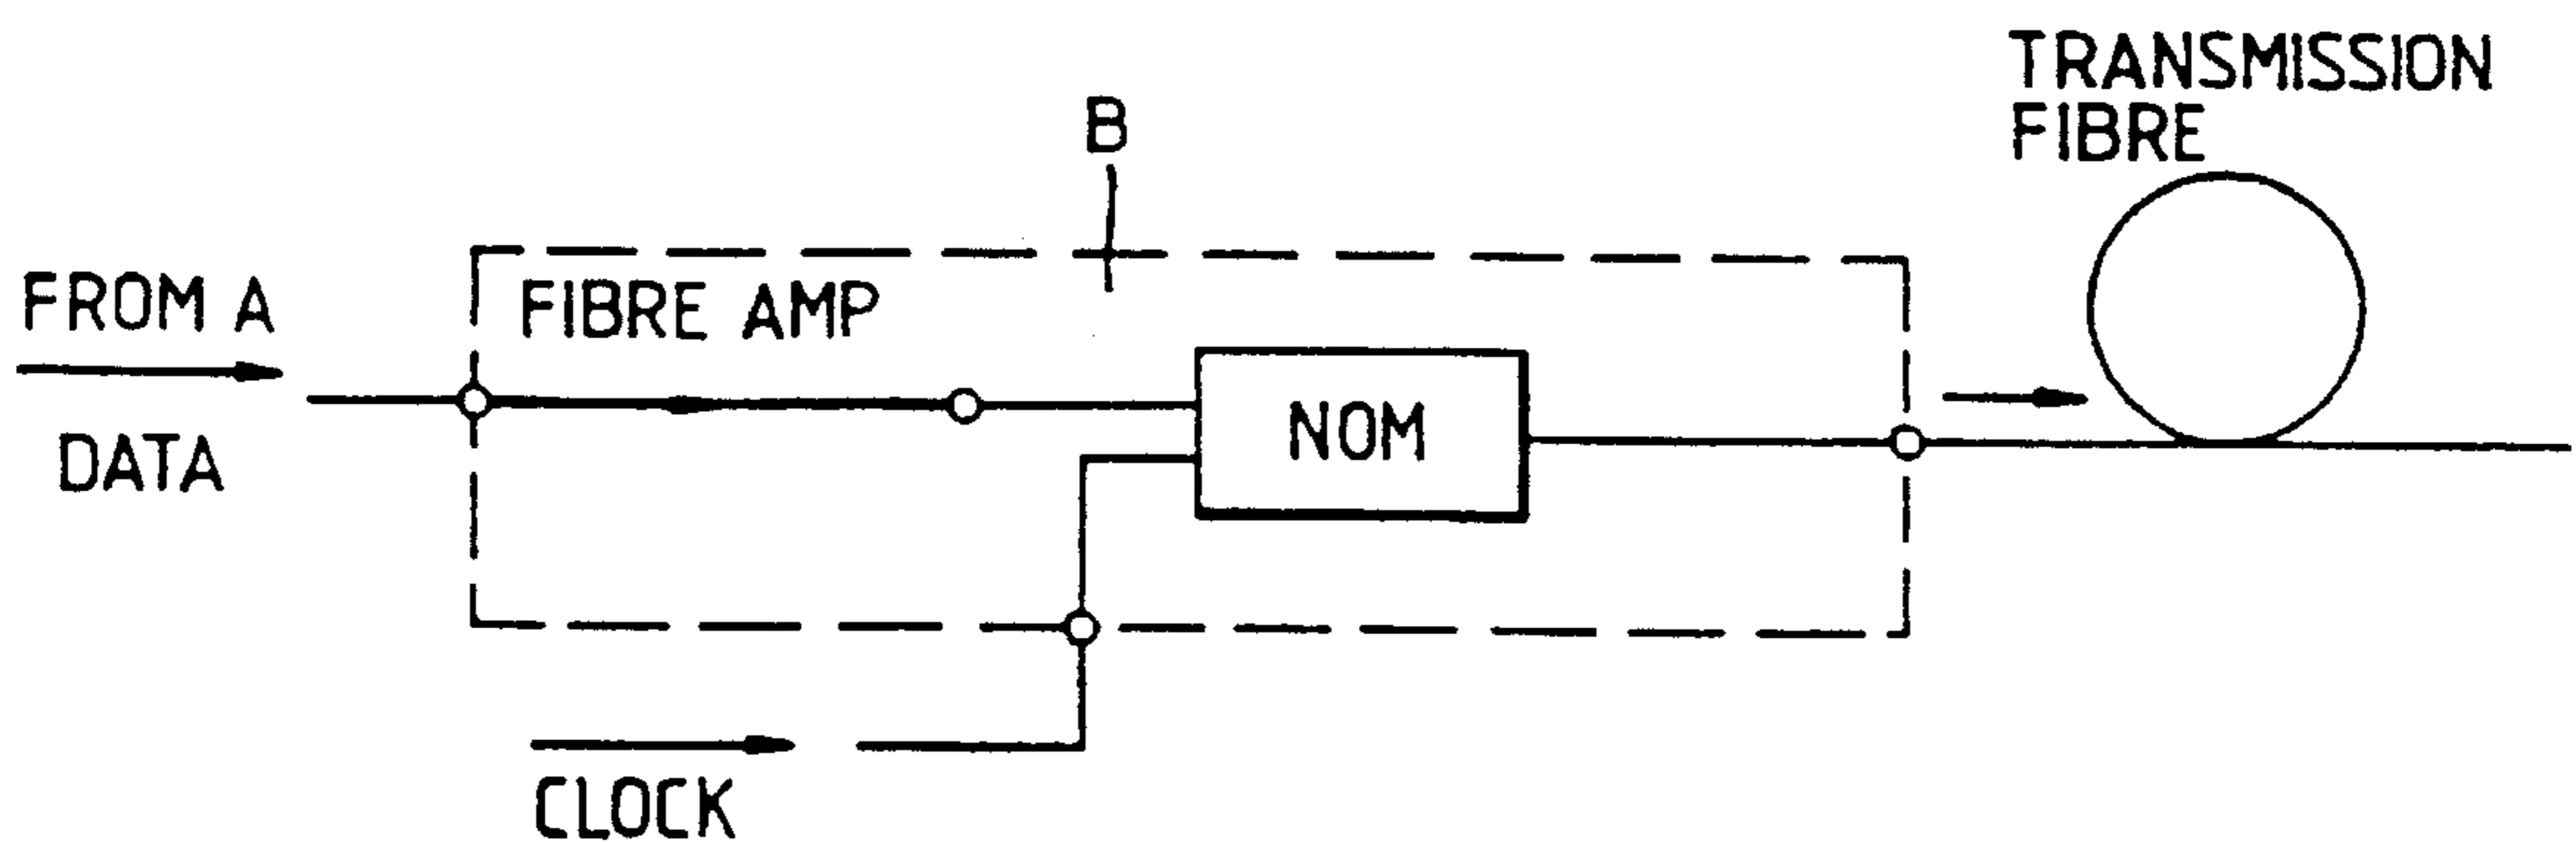 TRANSMISSION
FIBRE
B
FROM A
FIBRE AMP
DATA
NOM
CLOCK